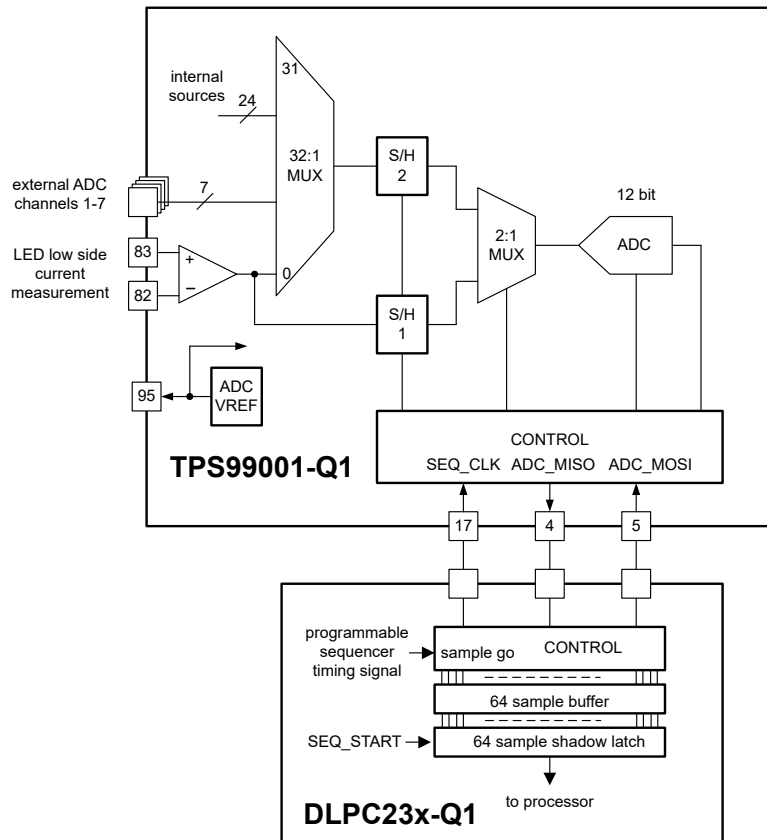 31
internal
sources
24
32:1
MUX
S/H
2
external ADC
channels 1-7
7
12 bit
2:1
MUX
ADC
83
LED low side
current
measurement
+
−
82
0
S/H
1
95
ADC
VREF
CONTROL
SEQ_CLK ADC_MISO ADC_MOSI
TPS99001-Q1
17
4
5
programmable
sequencer
timing signal
sample go
CONTROL
64 sample buffer
SEQ_START
64 sample shadow latch
to processor
DLPC23x-Q1